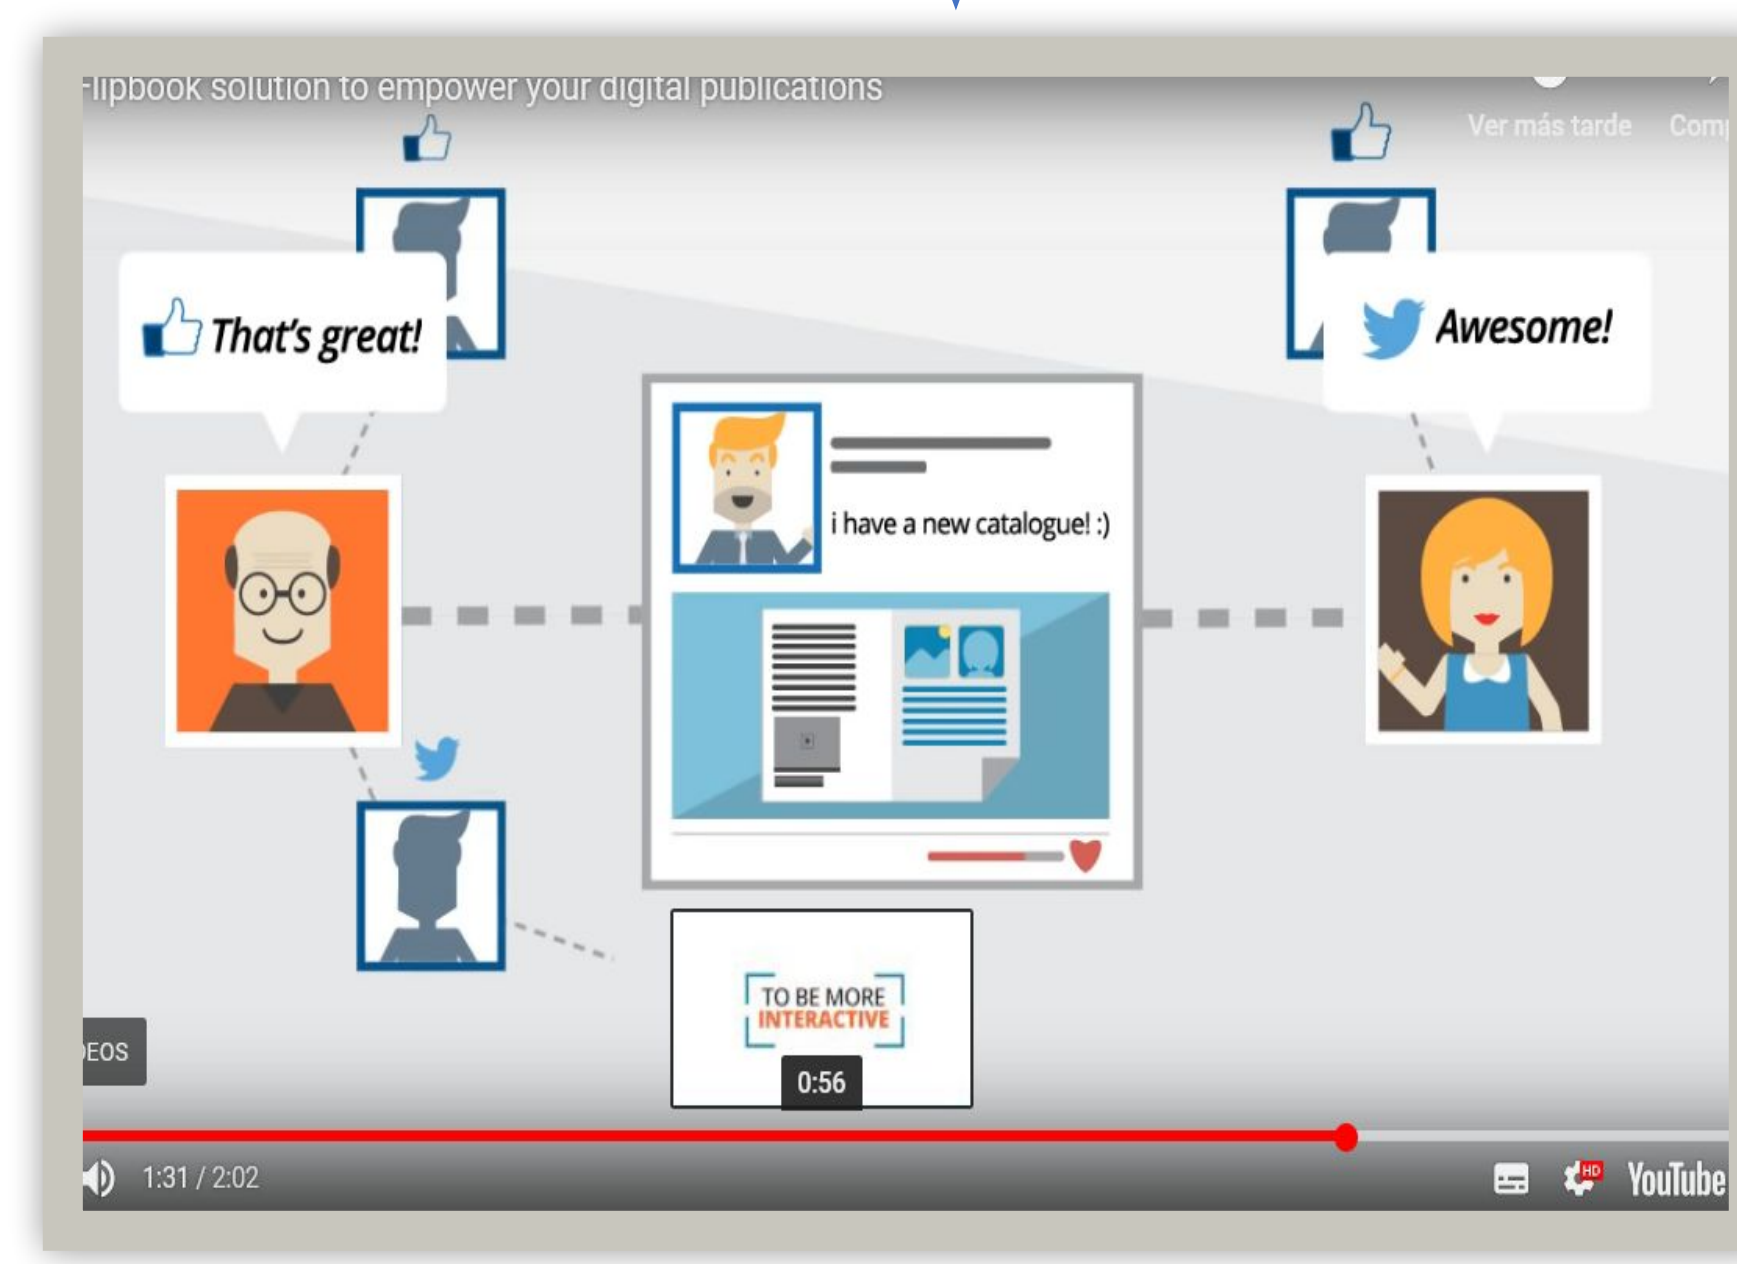 Flipbook solution to empower your digital publications
Ver más tarde
That's great!
Awesome!
i have a new catalogue! :)
TO BE MORE
INTERACTIVE
0:56
1:31 / 2:02
HD
YouTube